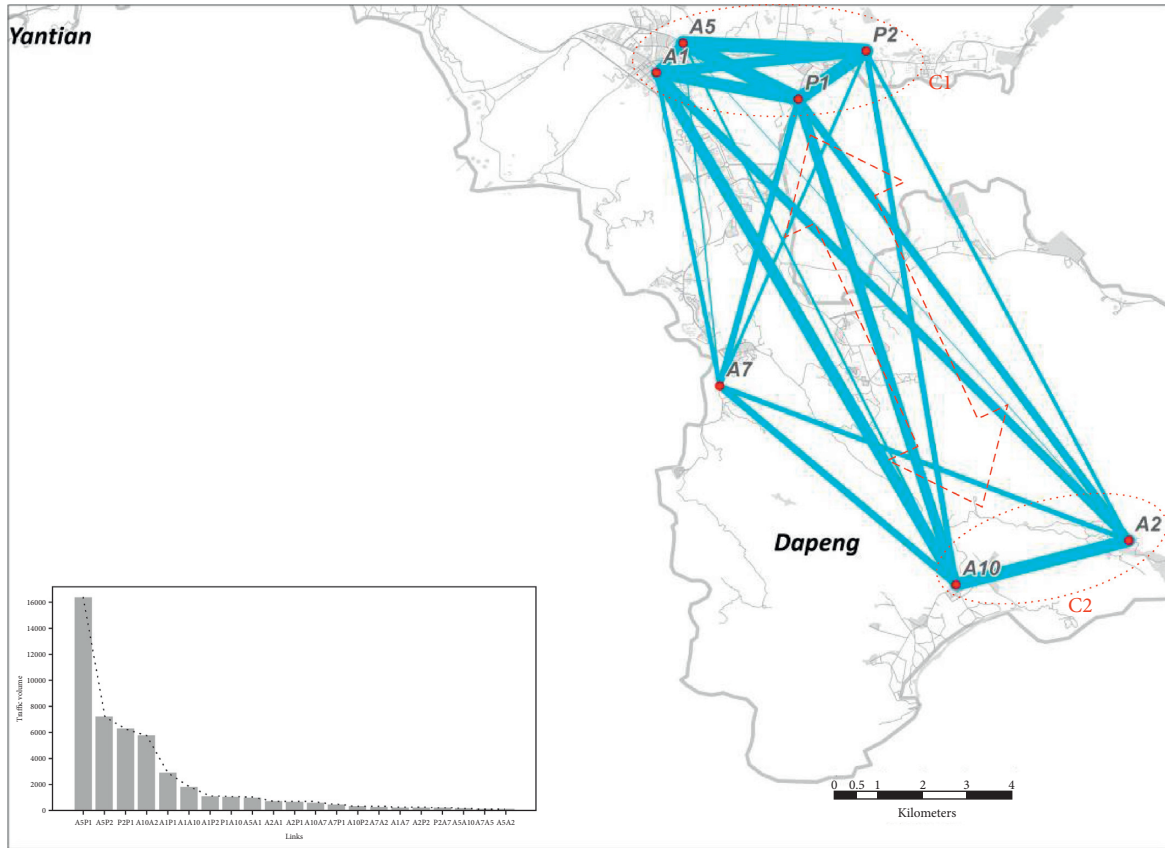 Yantian
A5
P2
A1
C1
P1
A7
A2
Dapeng
A10
C2
16000
14000
12000
10000
8000
6000
4000
2000
0
Traffic volume
A5P1 A5P2 P2P1 A10A2 A1P1 A1A10 A1P2 P1A10 A5A1 A2A1 A2P1 A10A7 A7P1 A10P2 A7A2 A1A7 A2P2 P2A7 A5A10 A7A5 A5A2
Links
0 0.5 1 2 3 4
Kilometers